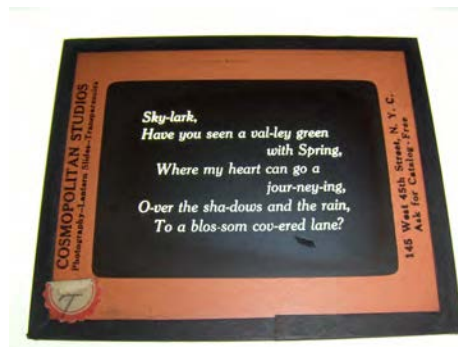 COSMOPOLITAN STUDIOS
Photography-Lantern Slides-Transparencies
Sky-lark,
Have you seen a val-ley green
with Spring,
Where my heart can go a
jour-ney-ing,
O-ver the sha-dows and the rain,
To a blos-som cov-ered lane?
145 West 45th Street, N. Y. C.
Ask for Catalog-Free
7